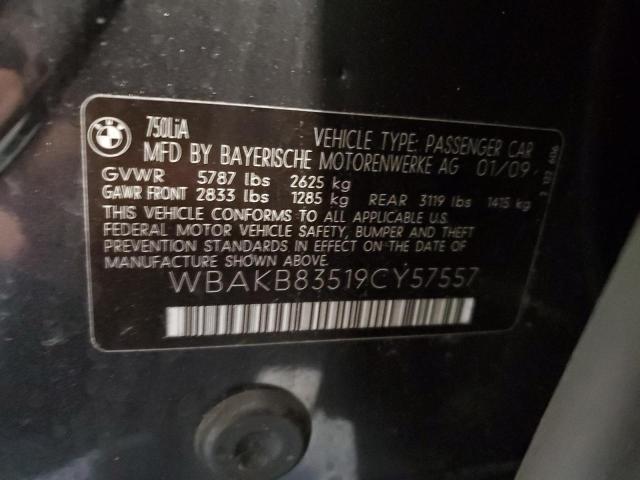 BMW
750LiA
VEHICLE TYPE: PASSENGER CAR
MFD BY BAYERISCHE MOTORENWERKE AG 01/09
GVWR 5787 lbs 2625 kg
GAWR FRONT 2833 lbs 1285 kg REAR 3119 lbs 1415 kg
THIS VEHICLE CONFORMS TO ALL APPLICABLE U.S.
FEDERAL MOTOR VEHICLE SAFETY, BUMPER AND THEFT
PREVENTION STANDARDS IN EFFECT ON THE DATE OF
MANUFACTURE SHOWN ABOVE.
WBAKB83519CY57557